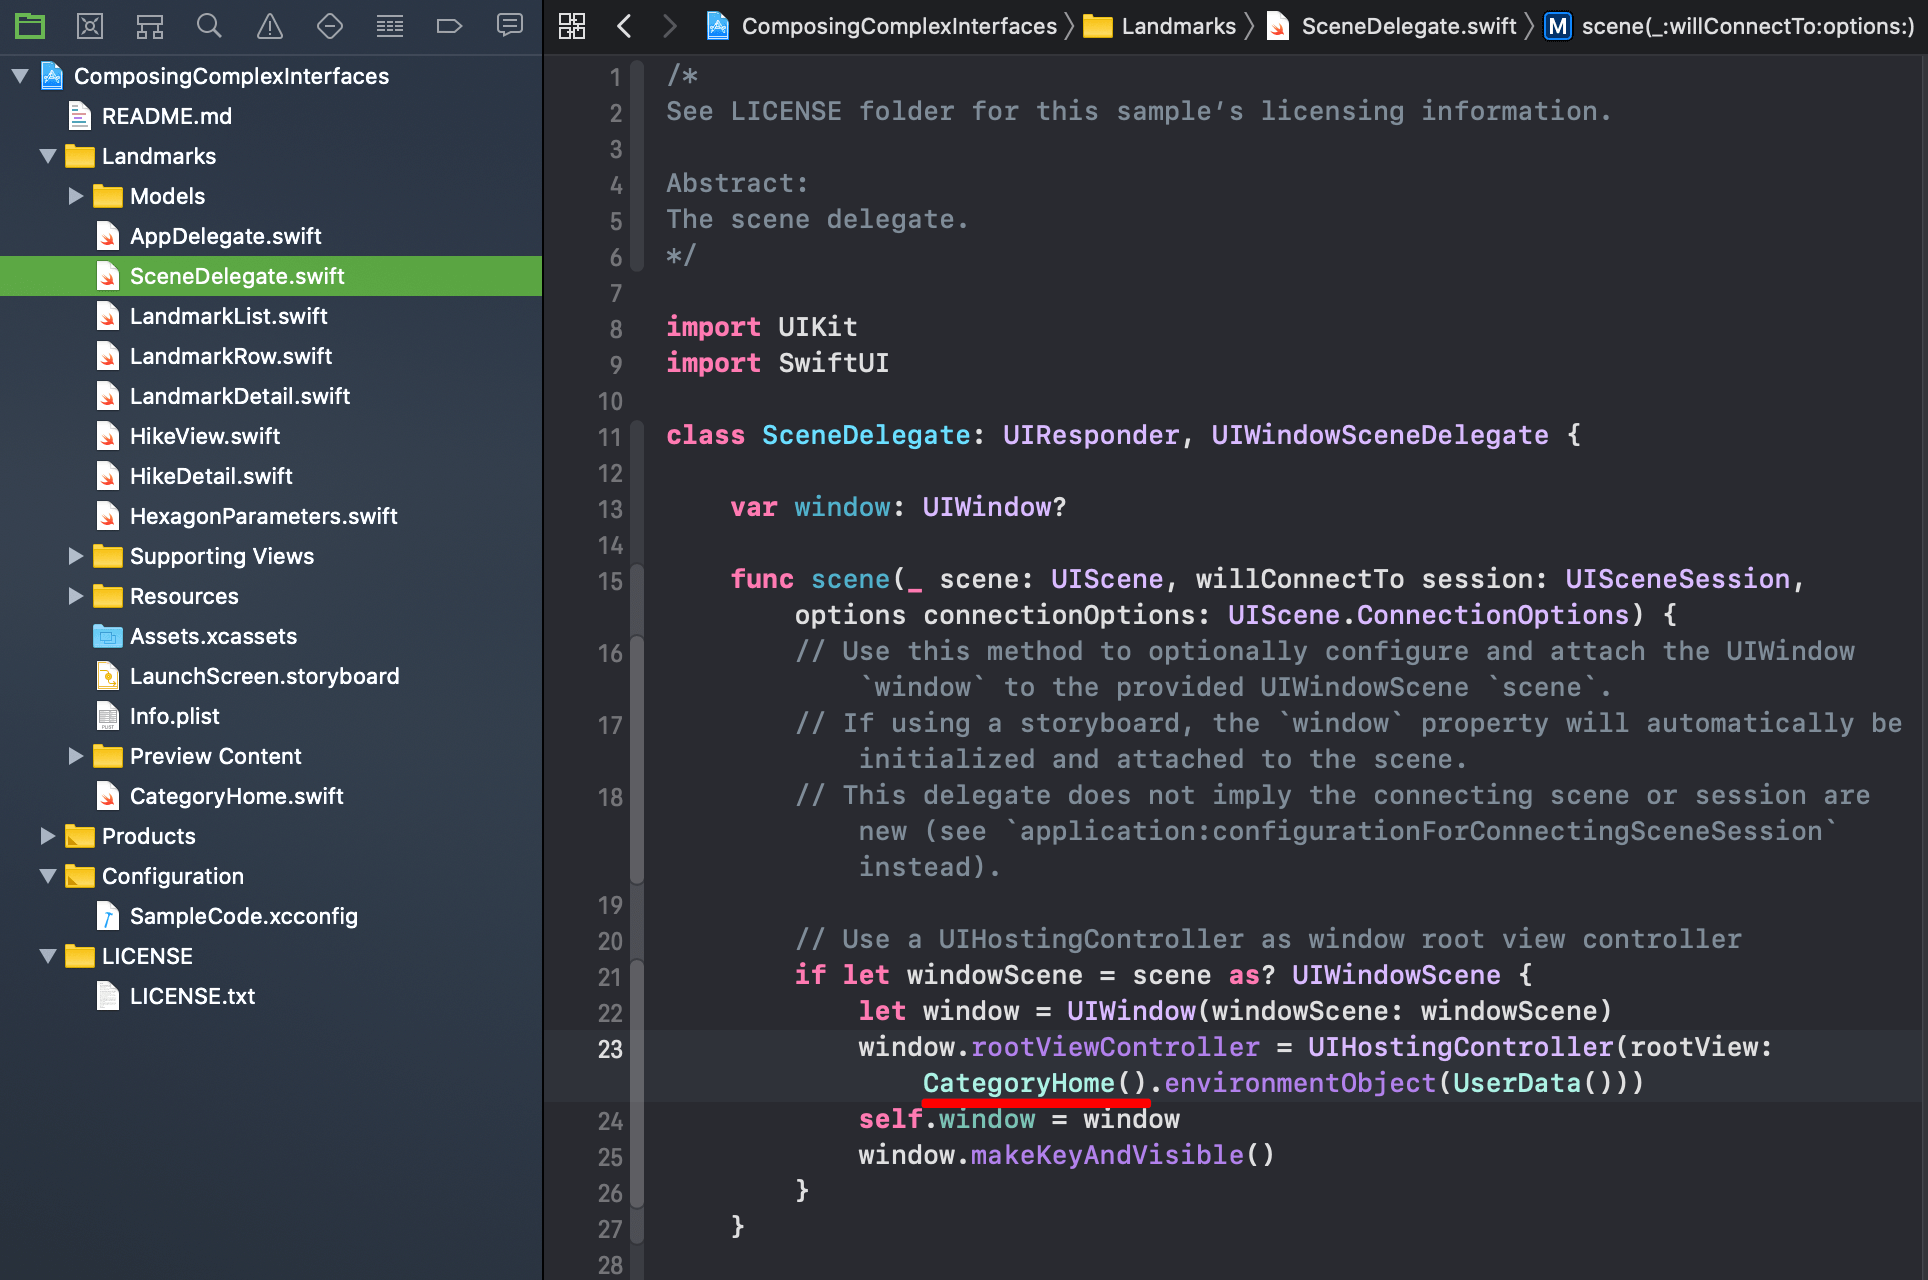 ComposingComplexInterfaces
README.md
Landmarks
Models
AppDelegate.swift
SceneDelegate.swift
LandmarkList.swift
LandmarkRow.swift
LandmarkDetail.swift
HikeView.swift
HikeDetail.swift
HexagonParameters.swift
Supporting Views
Resources
Assets.xcassets
LaunchScreen.storyboard
Info.plist
Preview Content
CategoryHome.swift
Products
Configuration
SampleCode.xcconfig
LICENSE
LICENSE.txt
ComposingComplexInterfaces 〉 Landmarks 〉 SceneDelegate.swift 〉 M scene(_:willConnectTo:options:)
1 /*
2 See LICENSE folder for this sample’s licensing information.
3
4 Abstract:
5 The scene delegate.
6 */
7
8 import UIKit
9 import SwiftUI
10
11 class SceneDelegate: UIResponder, UIWindowSceneDelegate {
12
13 var window: UIWindow?
14
15 func scene(_ scene: UIScene, willConnectTo session: UISceneSession,
options connectionOptions: UIScene.ConnectionOptions) {
16 // Use this method to optionally configure and attach the UIWindow
`window` to the provided UIWindowScene `scene`.
17 // If using a storyboard, the `window` property will automatically be
initialized and attached to the scene.
18 // This delegate does not imply the connecting scene or session are
new (see `application:configurationForConnectingSceneSession`
instead).
19
20 // Use a UIHostingController as window root view controller
21 if let windowScene = scene as? UIWindowScene {
22 let window = UIWindow(windowScene: windowScene)
23 window.rootViewController = UIHostingController(rootView:
CategoryHome().environmentObject(UserData()))
24 self.window = window
25 window.makeKeyAndVisible()
26 }
27 }
28